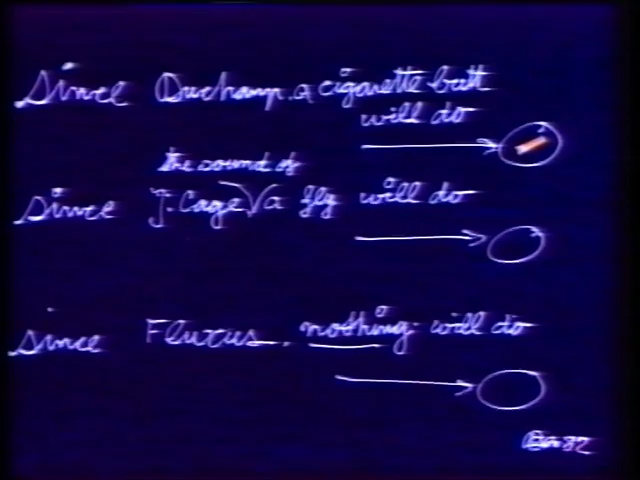 Since Duchamp. a cigarette butt
will do
the sound of
since J. Cage a fly will do
since Fluxus. nothing will do
Ben 82